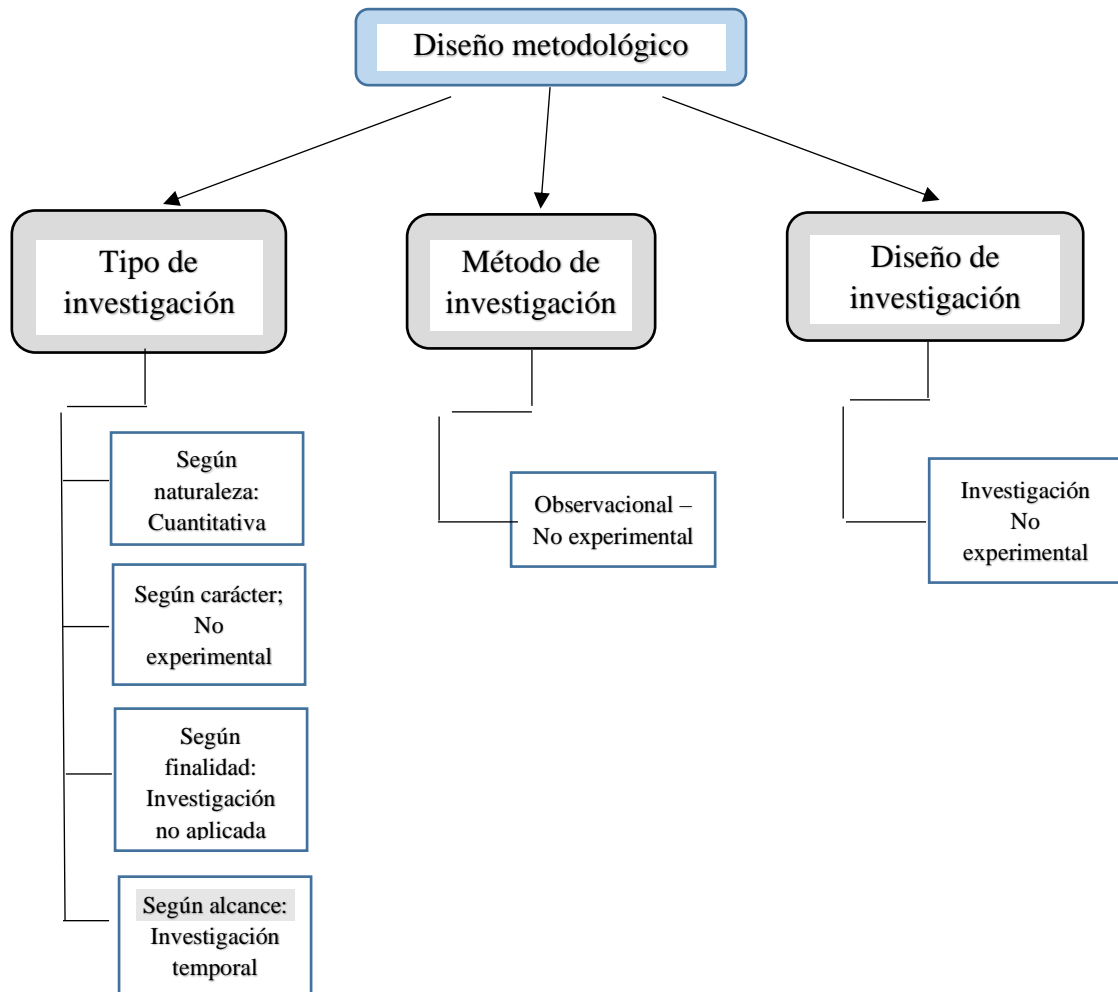 Diseño metodológico
Tipo de
investigación
Método de
investigación
Diseño de
investigación
Según
naturaleza:
Cuantitativa
Según carácter;
No
experimental
Según
finalidad:
Investigación
no aplicada
Según alcance:
Investigación
temporal
Observacional –
No experimental
Investigación
No
experimental